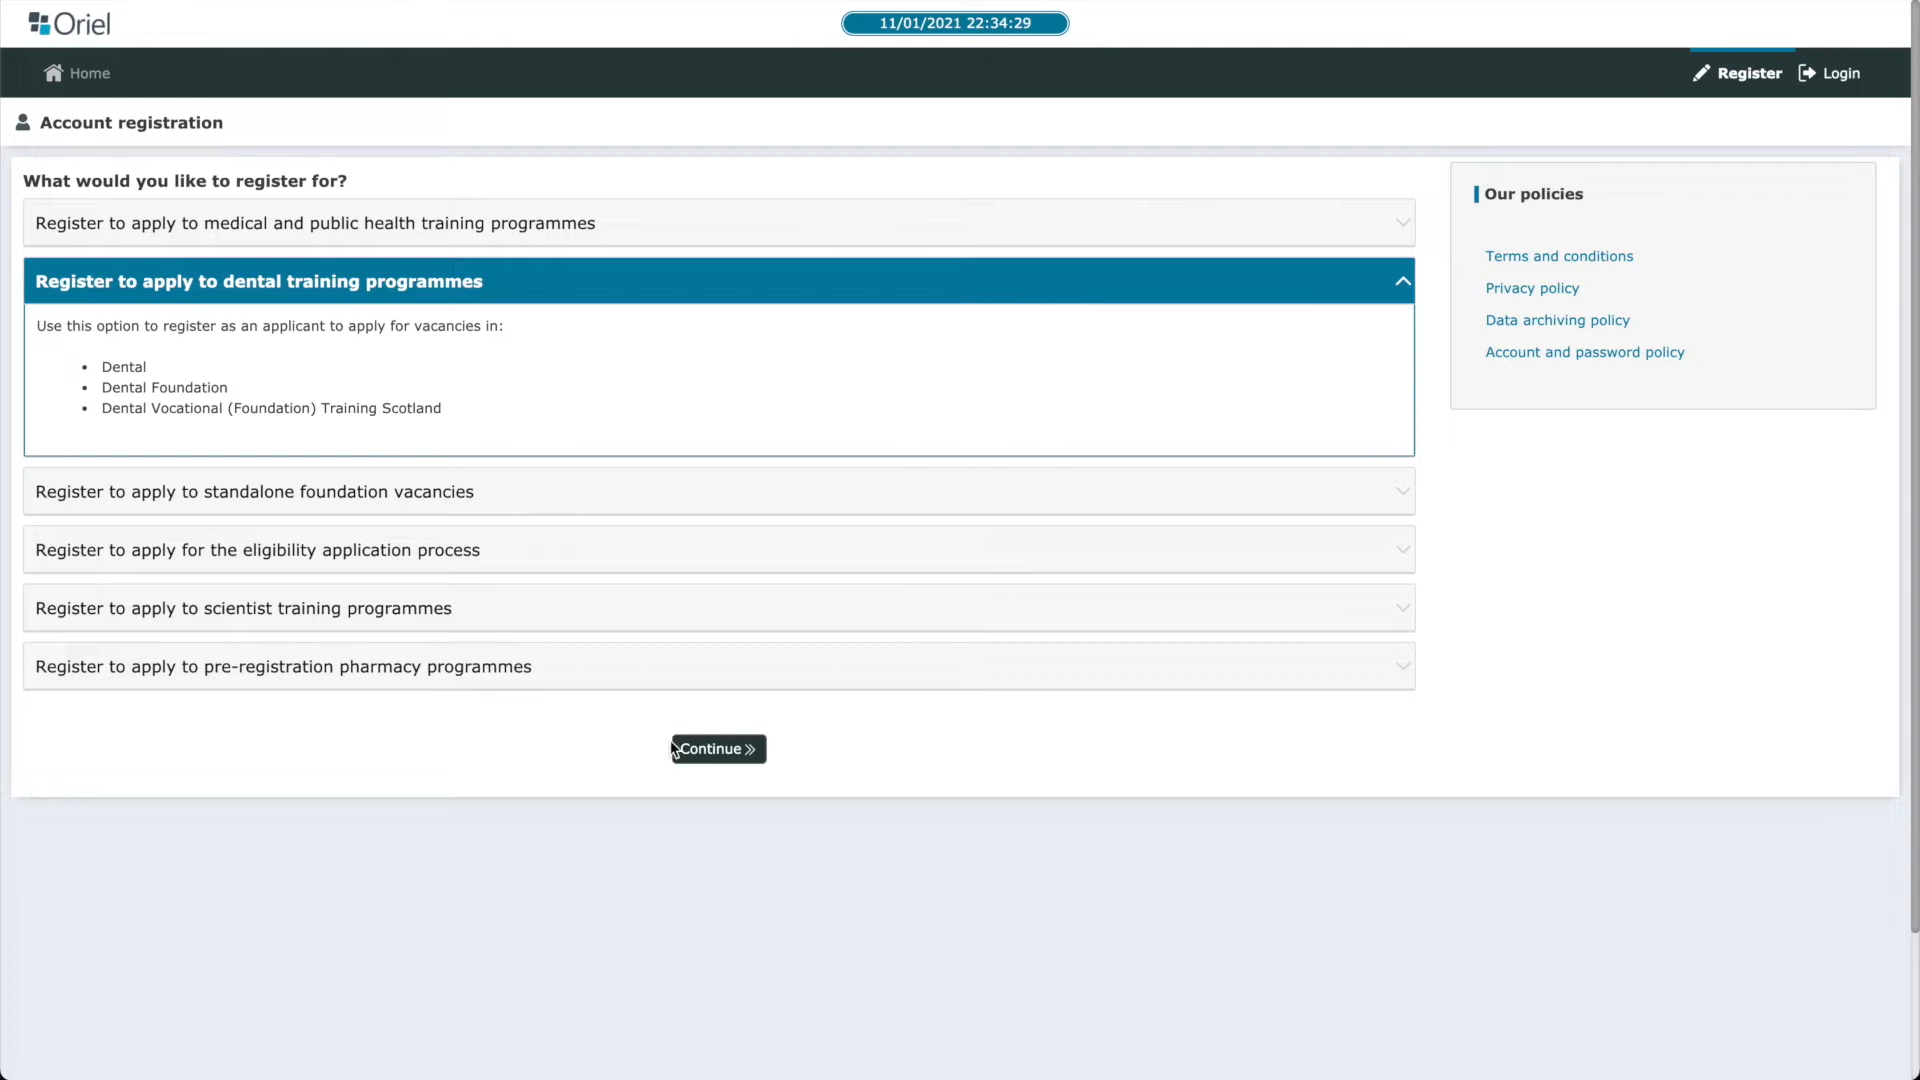 Oriel
11/01/2021 22:34:29
Home
Register
Login
Account registration
What would you like to register for?
Register to apply to medical and public health training programmes
Register to apply to dental training programmes
Use this option to register as an applicant to apply for vacancies in:
• Dental
• Dental Foundation
• Dental Vocational (Foundation) Training Scotland
Register to apply to standalone foundation vacancies
Register to apply for the eligibility application process
Register to apply to scientist training programmes
Register to apply to pre-registration pharmacy programmes
Continue »
Our policies
Terms and conditions
Privacy policy
Data archiving policy
Account and password policy